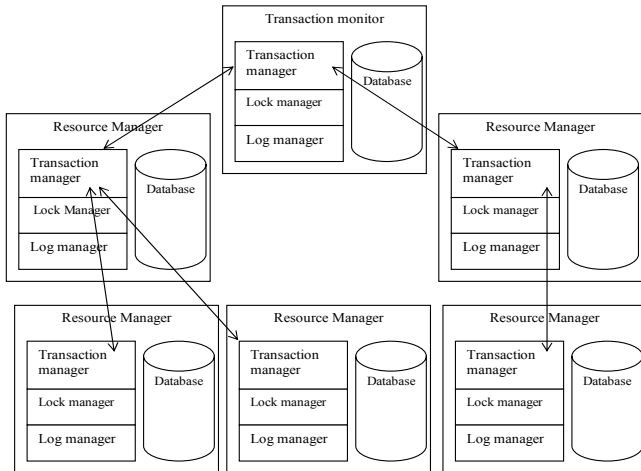 Transaction monitor
Transaction
manager
Database
Lock manager
Log manager
Resource Manager
Transaction
manager
Database
Lock Manager
Log manager
Resource Manager
Transaction
manager
Database
Lock manager
Log manager
Resource Manager
Transaction
manager
Database
Lock manager
Log manager
Resource Manager
Transaction
manager
Database
Lock manager
Log manager
Resource Manager
Transaction
manager
Database
Lock manager
Log manager